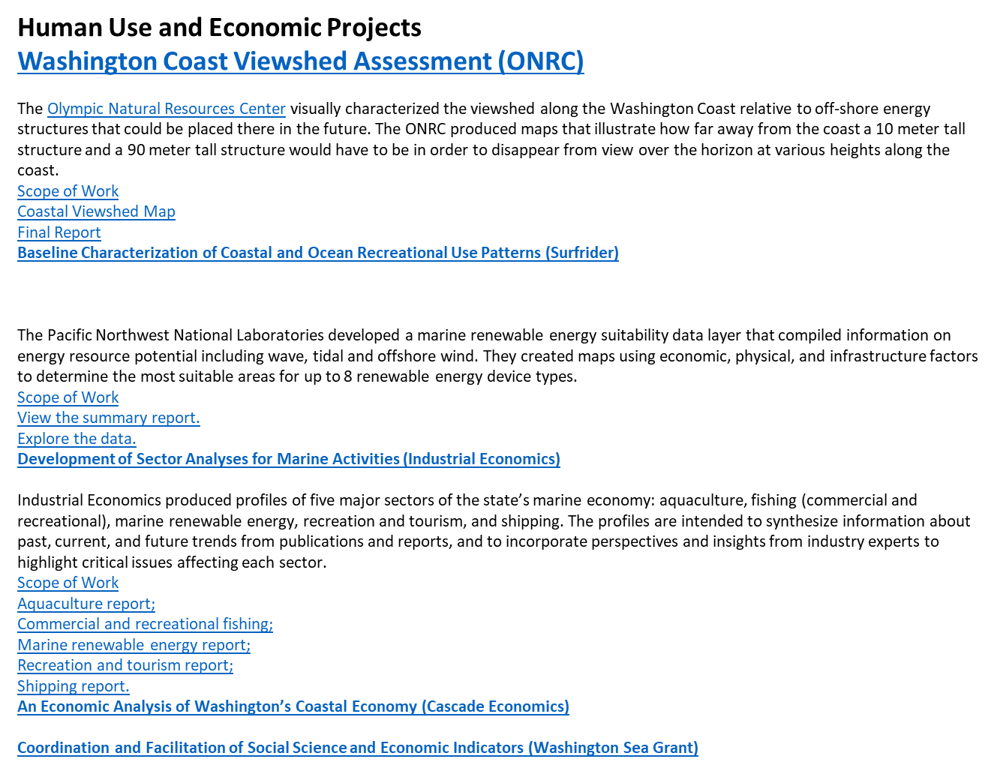 Human Use and Economic Projects
Washington Coast Viewshed Assessment (ONRC)
The Olympic Natural Resources Center visually characterized the viewshed along the Washington Coast relative to off-shore energy
structures that could be placed there in the future. The ONRC produced maps that illustrate how far away from the coast a 10 meter tall
structure and a 90 meter tall structure would have to be in order to disappear from view over the horizon at various heights along the
coast.
Scope of Work
Coastal Viewshed Map
Final Report
Baseline Characterization of Coastal and Ocean Recreational Use Patterns (Surfrider)
The Pacific Northwest National Laboratories developed a marine renewable energy suitability data layer that compiled information on
energy resource potential including wave, tidal and offshore wind. They created maps using economic, physical, and infrastructure factors
to determine the most suitable areas for up to 8 renewable energy device types.
Scope of Work
View the summary report.
Explore the data.
Development of Sector Analyses for Marine Activities (Industrial Economics)
Industrial Economics produced profiles of five major sectors of the state’s marine economy: aquaculture, fishing (commercial and
recreational), marine renewable energy, recreation and tourism, and shipping. The profiles are intended to synthesize information about
past, current, and future trends from publications and reports, and to incorporate perspectives and insights from industry experts to
highlight critical issues affecting each sector.
Scope of Work
Aquaculture report;
Commercial and recreational fishing;
Marine renewable energy report;
Recreation and tourism report;
Shipping report.
An Economic Analysis of Washington’s Coastal Economy (Cascade Economics)
Coordination and Facilitation of Social Science and Economic Indicators (Washington Sea Grant)